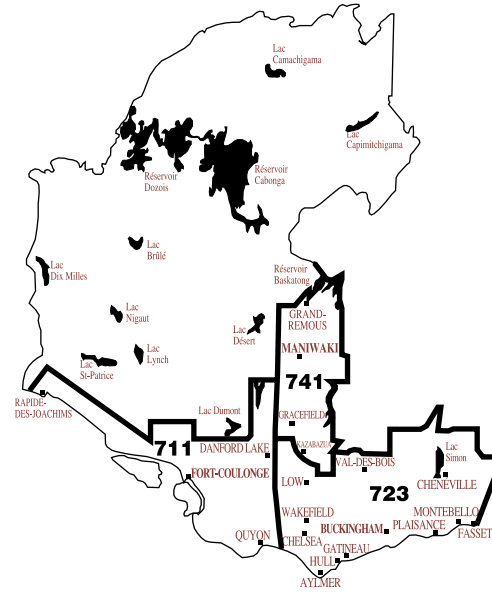 Lac
Camachigama
Lac
Capimitchigama
Réservoir
Dozois
Réservoir
Cabonga
Lac
Brûlé
Lac
Dix Milles
Réservoir
Baskatong
Lac
Nigaut
GRAND-
REMOUS
Lac
Désert
MANIWAKI
Lac
Lynch
Lac
St-Patrice
741
RAPIDE-
DES-JOACHIMS
Lac Dumont
GRACEFIELD
711
DANFORD LAKE
KAZABAZUA
Lac
Simon
VAL-DES-BOIS
FORT-COULONGE
LOW
CHENEVILLE
723
WAKEFIELD
MONTEBELLO
BUCKINGHAM
PLAISANCE
FASSET
QUYON
CHELSEA
GATINEAU
HULL
AYLMER